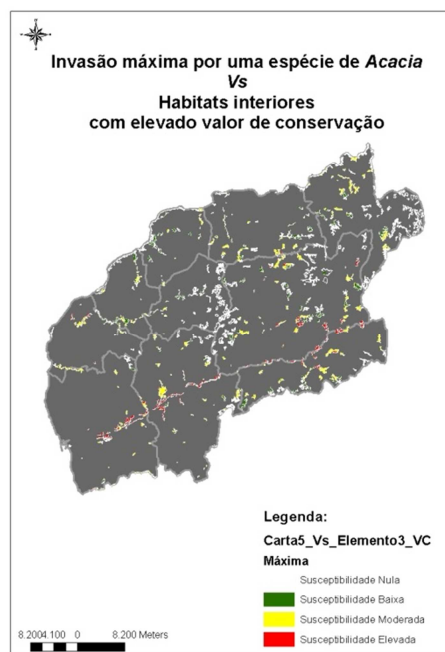 Invasão máxima por uma espécie de Acacia
Vs
Habitats interiores
com elevado valor de conservação
Legenda:
Carta5_Vs_Elemento3_VC
Máxima
Susceptibilidade Nula
Susceptibilidade Baixa
Susceptibilidade Moderada
Susceptibilidade Elevada
8.2004.100 0 8.200 Meters